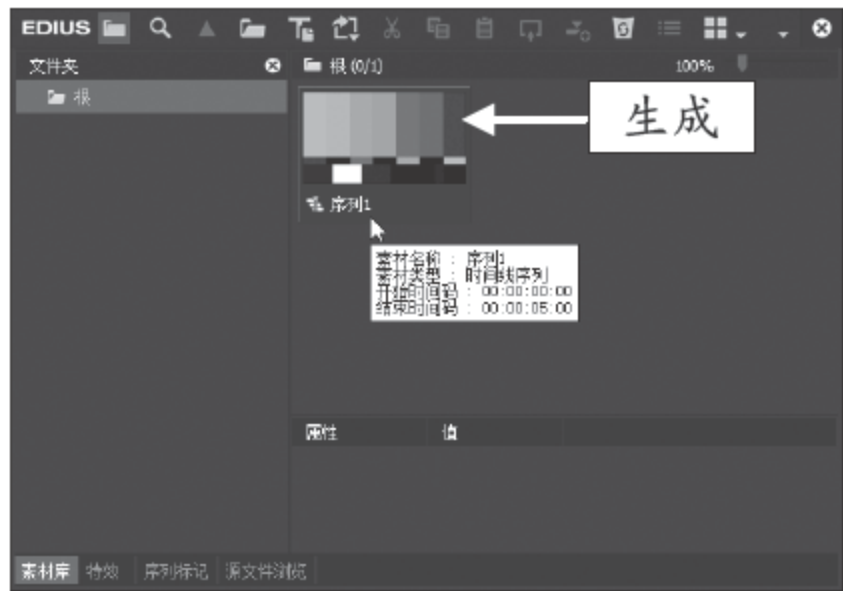 EDIUS
文件夹
根 (0/1)
100%
根
生成
序列1
素材名称 : 序列1
素材类型 : 时间线序列
开始时间码 : 00:00:00:00
结束时间码 : 00:00:05:00
属性 值
素材库 特效 序列标记 源文件浏览